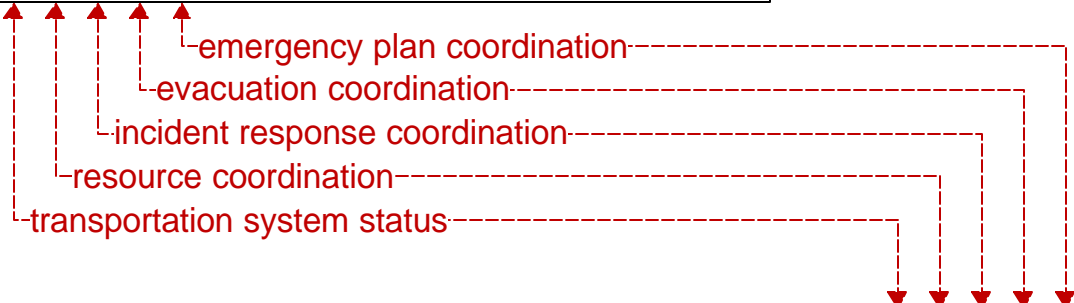 emergency plan coordination
evacuation coordination
incident response coordination
resource coordination
transportation system status